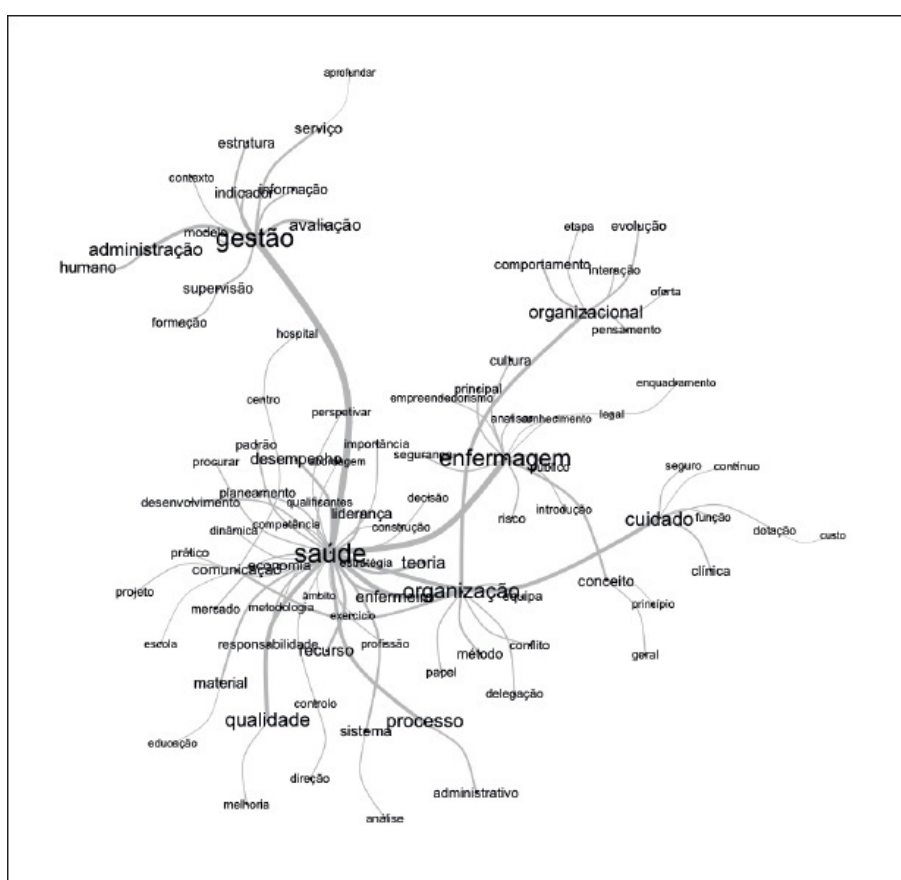 aprofundar
serviço
estrutura
contexto
indicador
informação
modelo
avaliação
gestão
administração
humano
supervisão
formação
etapa
evolução
comportamento
interação
oferta
organizacional
pensamento
hospital
cultura
principal
empreendedorismo
enquadramento
centro
perspetivar
analisar
conhecimento
legal
padrão
importância
desempenho
abordagem
segurança
enfermagem
público
procurar
seguro
contínuo
planeamento
desenvolvimento
qualificantes
decisão
liderança
risco
introdução
cuidado
função
dinâmica
competência
construção
dotação
custo
prático
saúde
economia
comunicação
estratégia
teoria
clínica
projeto
âmbito
enfermeiro
organização
equipa
conceito
mercado
metodologia
exercício
princípio
escola
responsabilidade
recurso
profissão
método
conflito
geral
papel
material
delegação
controlo
qualidade
sistema
processo
educação
direção
melhoria
administrativo
análise